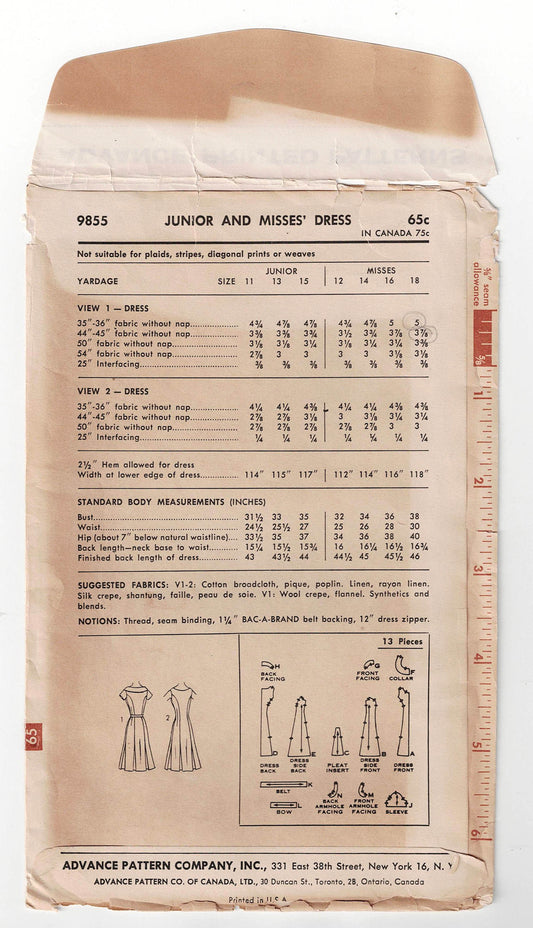 9855 JUNIOR AND MISSES' DRESS 65c
IN CANADA 75c
Not suitable for plaids, stripes, diagonal prints or weaves
JUNIOR MISSES
YARDAGE SIZE 11 13 15 12 14 16 18
VIEW 1 — DRESS
35"-36" fabric without nap 4¾ 4⅞ 4⅞ 4¾ 4⅞ 5 5
44"-45" fabric without nap 3⅜ 3⅜ 3¾ 3½ 3¾ 3⅞ 3⅞
50" fabric without nap 3⅛ 3⅛ 3¼ 3⅛ 3¼ 3¼ 3⅜
54" fabric without nap 2⅞ 3 3 3 3 3⅛ 3⅛
25" Interfacing ⅜ ⅜ ⅜ ⅜ ⅜ ⅜ ⅜
VIEW 2 — DRESS
35"-36" fabric without nap 4¼ 4¼ 4⅜ 4¼ 4¼ 4⅜ 4⅜
44"-45" fabric without nap 2⅞ 2⅞ 3⅛ 3 3⅛ 3¼ 3¼
50" fabric without nap 2⅞ 2⅞ 2⅞ 2⅞ 2⅞ 3 3
25" Interfacing ¼ ¼ ¼ ¼ ¼ ¼ ¼
2½" Hem allowed for dress
Width at lower edge of dress 114" 115" 117" 112" 114" 116" 118"
STANDARD BODY MEASUREMENTS (INCHES)
Bust 31½ 33 35 32 34 36 38
Waist 24½ 25½ 27 25 26 28 30
Hip (about 7" below natural waistline) 33½ 35 37 34 36 38 40
Back length—neck base to waist 15¼ 15½ 15¾ 16 16¼ 16½ 16¾
Finished back length of dress 43 43½ 44 44½ 45 45½ 46
SUGGESTED FABRICS: V1-2: Cotton broadcloth, pique, poplin. Linen, rayon linen.
Silk crepe, shantung, faille, peau de soie. V1: Wool crepe, flannel. Synthetics and
blends.
NOTIONS: Thread, seam binding, 1¼" BAC-A-BRAND belt backing, 12" dress zipper.
13 Pieces
H
BACK
FACING
G
FRONT
FACING
F
COLLAR
D
DRESS
BACK
E
DRESS
SIDE
BACK
C
PLEAT
INSERT
B
DRESS
SIDE
FRONT
A
DRESS
FRONT
K
BELT
L
BOW
N
BACK
ARMHOLE
FACING
M
FRONT
ARMHOLE
FACING
J
SLEEVE
1
2
65
⅝" seam
allowance
⅝
1
2
3
4
5
6
ADVANCE PATTERN COMPANY, INC., 331 East 38th Street, New York 16, N. Y
ADVANCE PATTERN CO. OF CANADA, LTD., 30 Duncan St., Toronto, 2B, Ontario, Canada
Printed in U.S.A